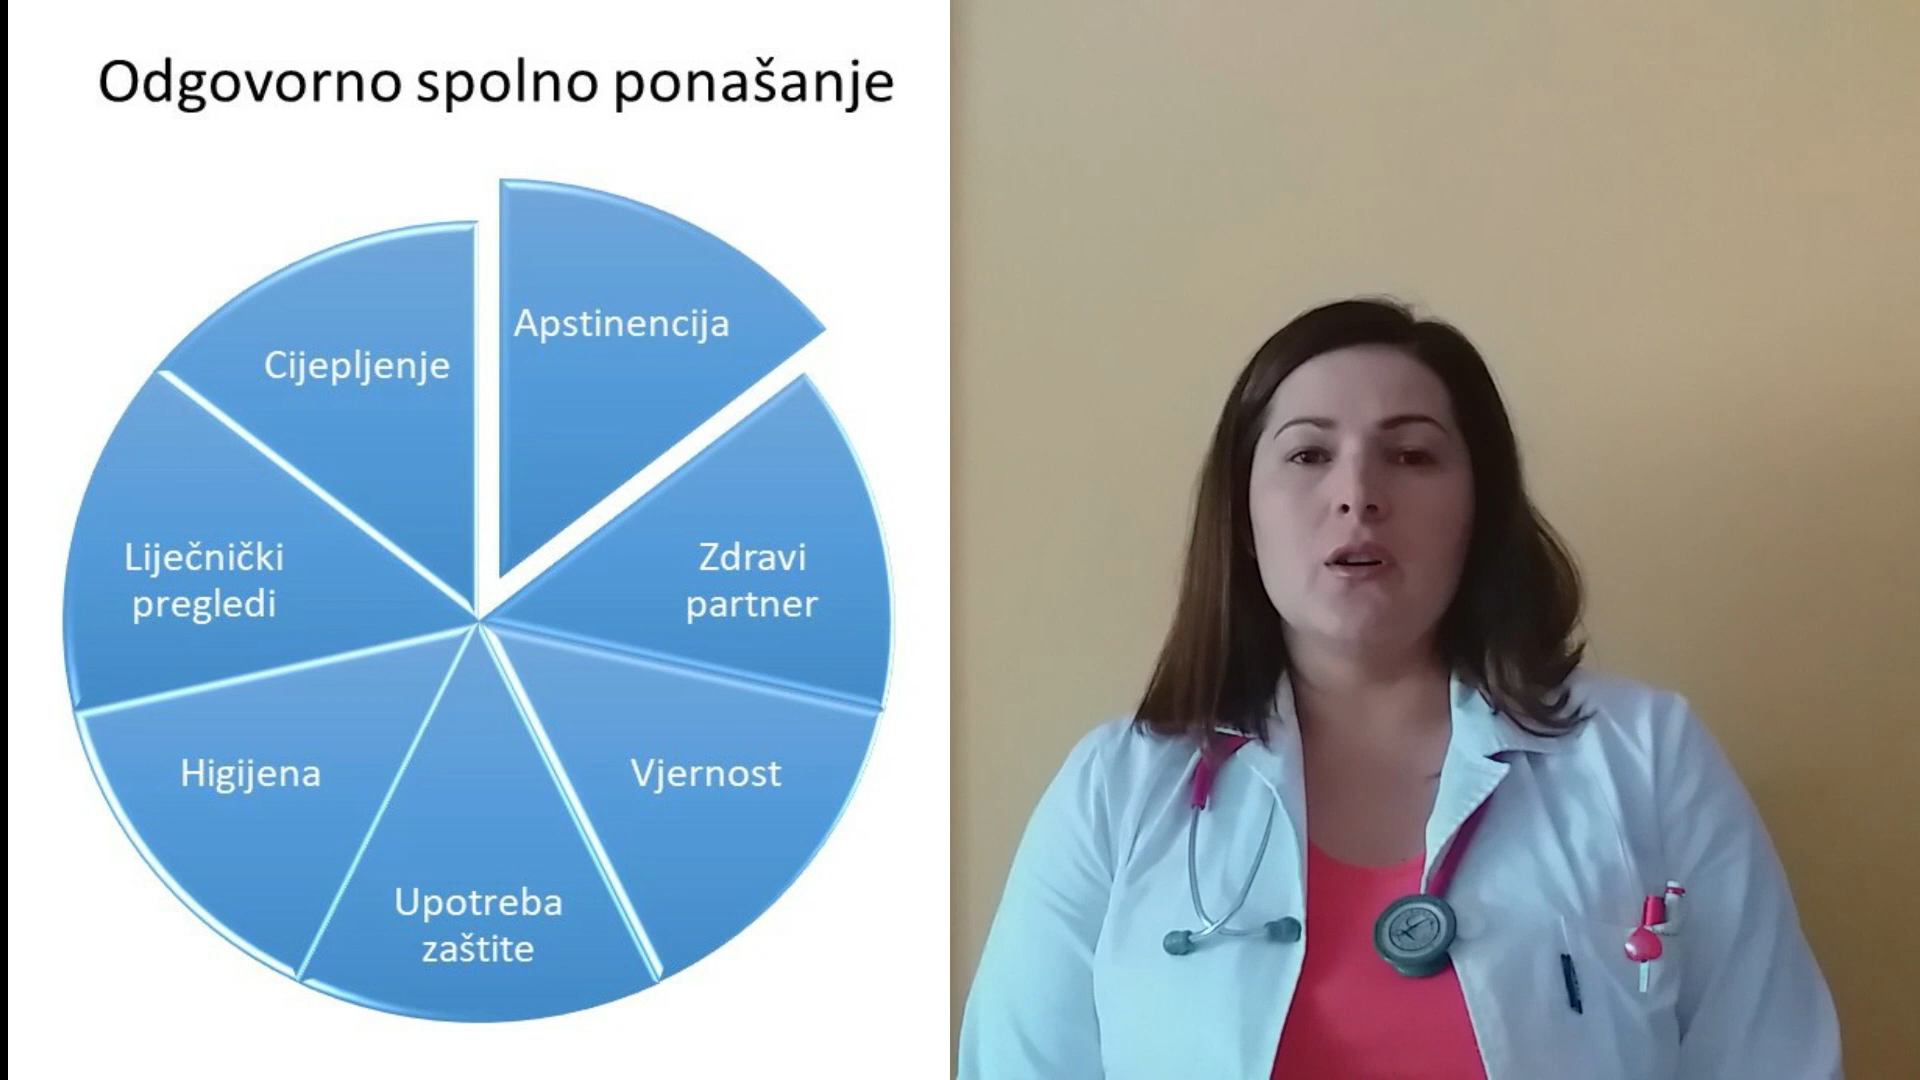 Odgovorno spolno ponašanje
Apstinencija
Zdravi
partner
Vjernost
Upotreba
zaštite
Higijena
Liječnički
pregledi
Cijepljenje